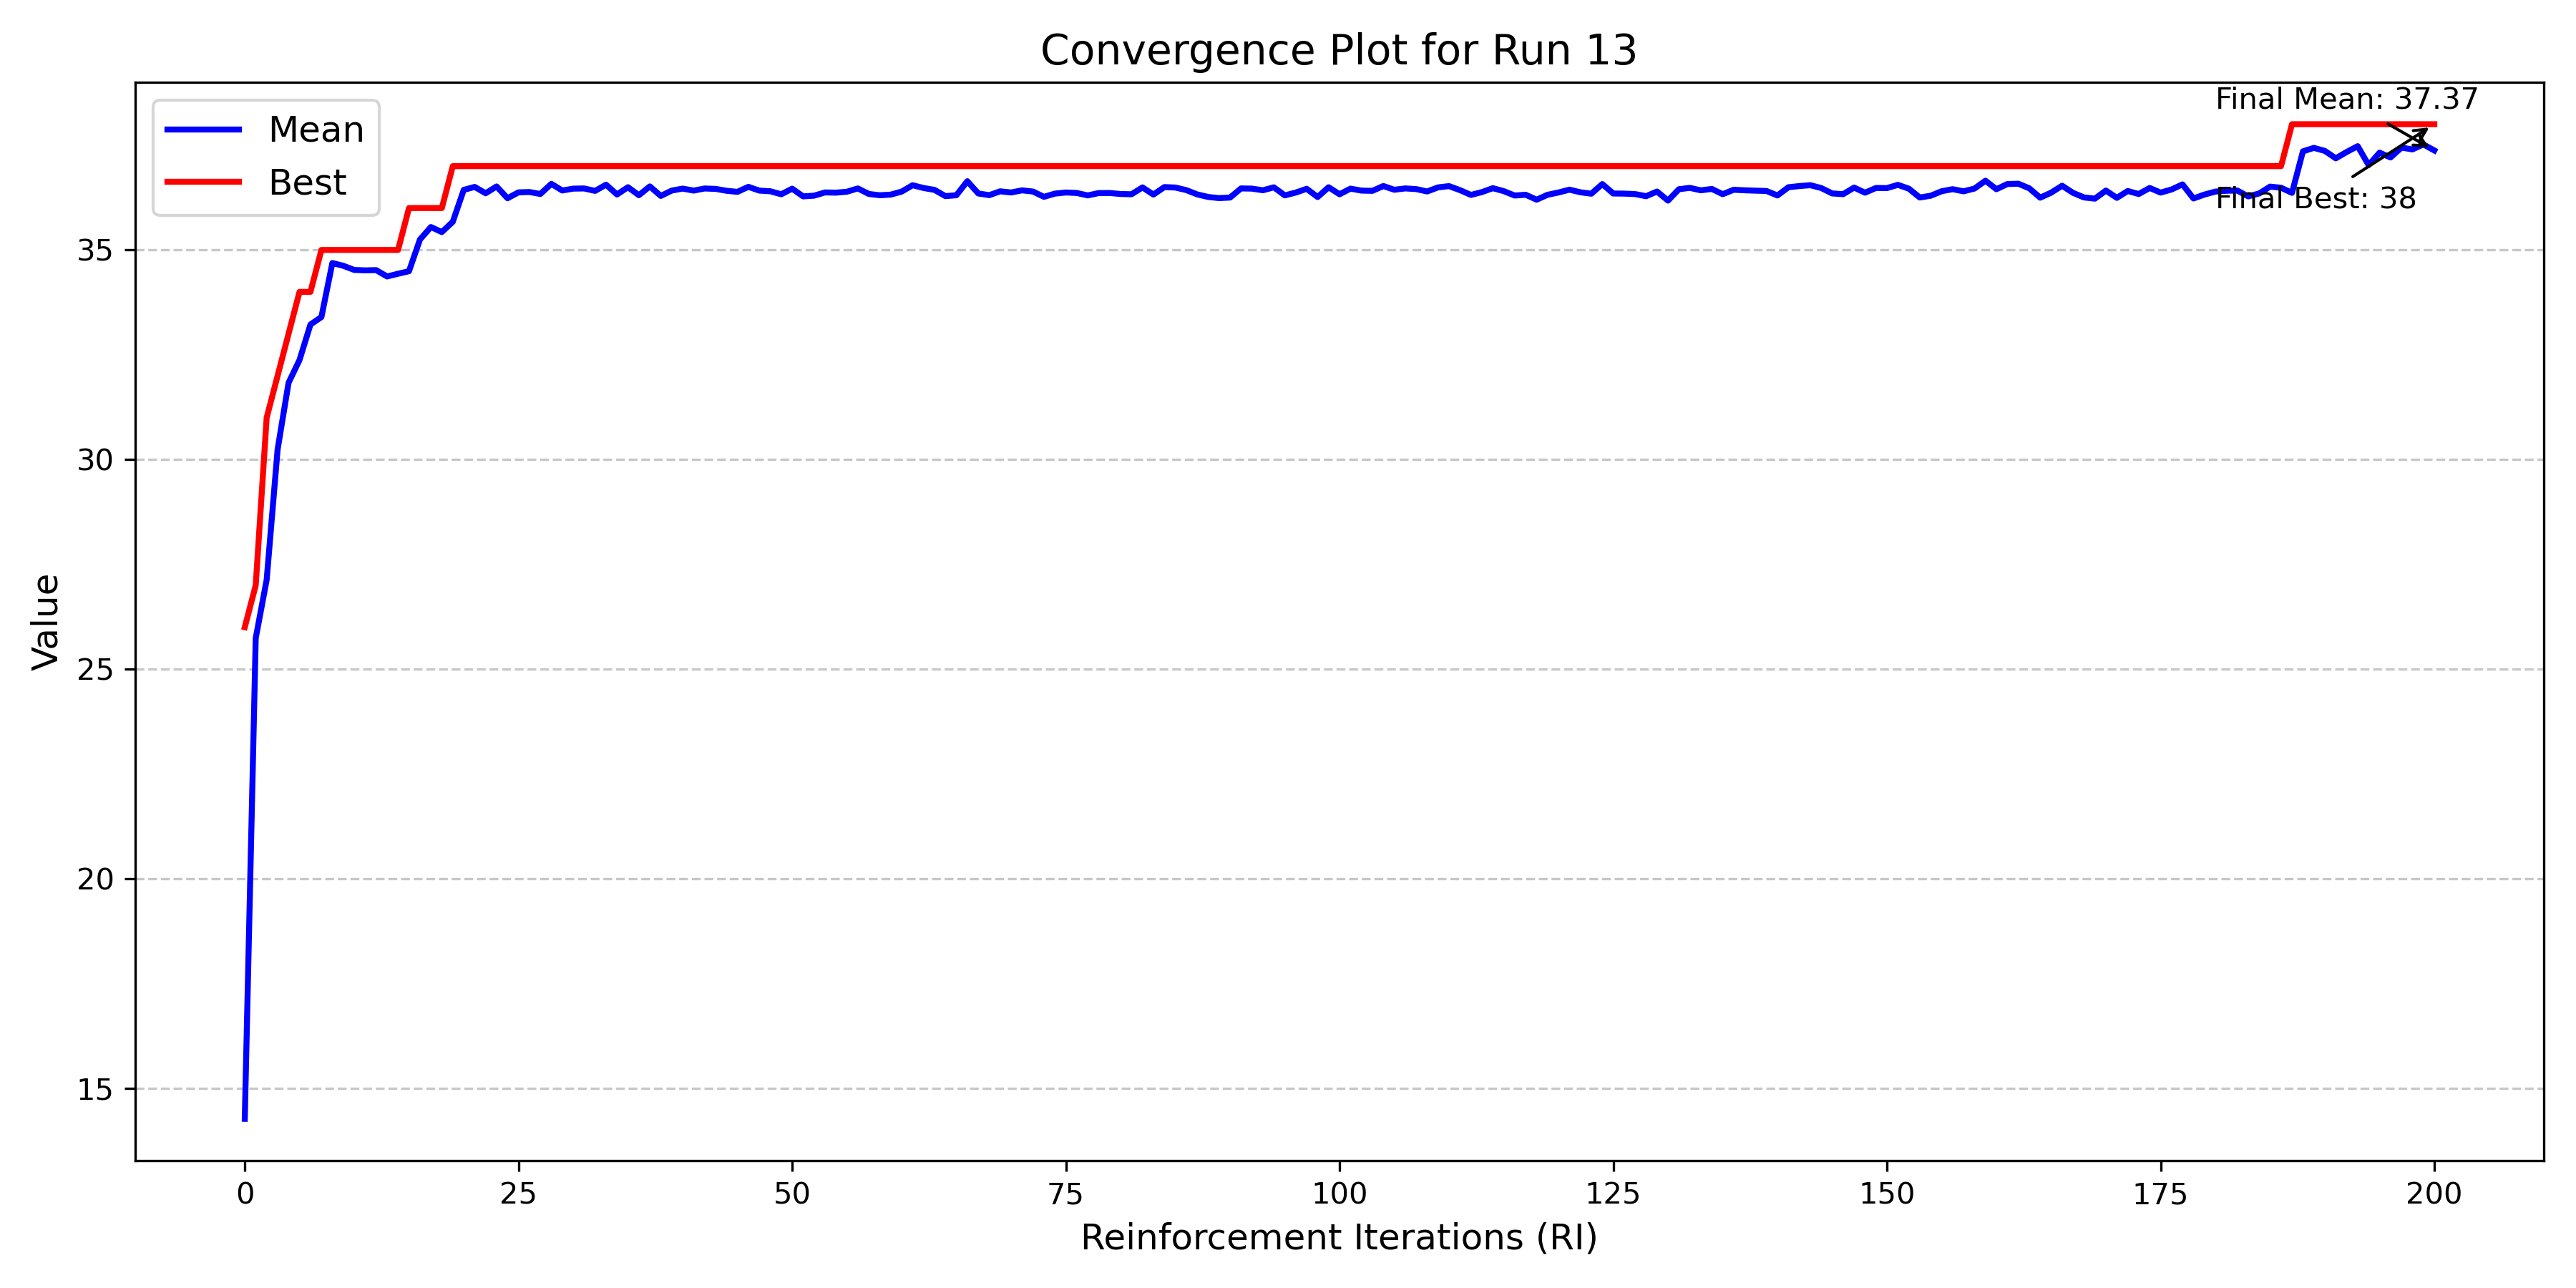 Convergence Plot for Run 13
Mean
Best
Final Mean: 37.37
Final Best: 38
Value
35
30
25
20
15
0 25 50 75 100 125 150 175 200
Reinforcement Iterations (RI)